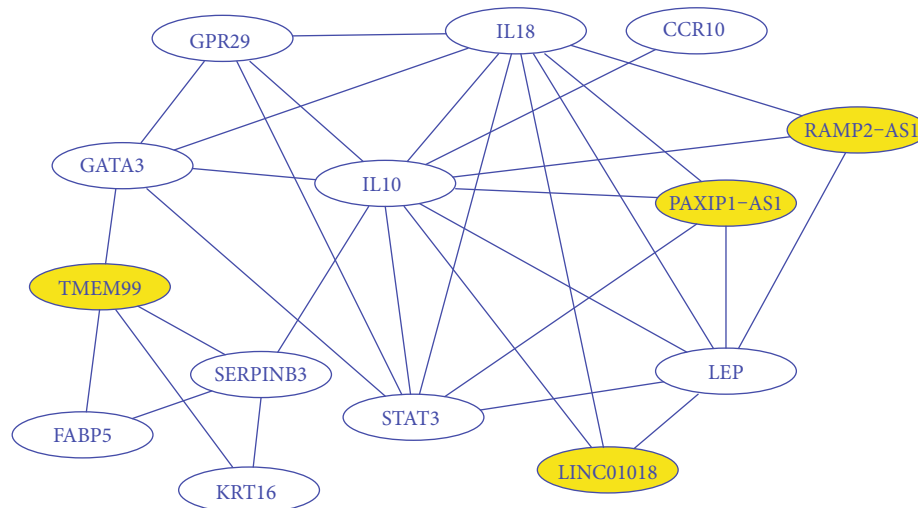 GPR29
IL18
CCR10
RAMP2-AS1
GATA3
IL10
PAXIP1-AS1
TMEM99
SERPINB3
LEP
STAT3
FABP5
LINC01018
KRT16